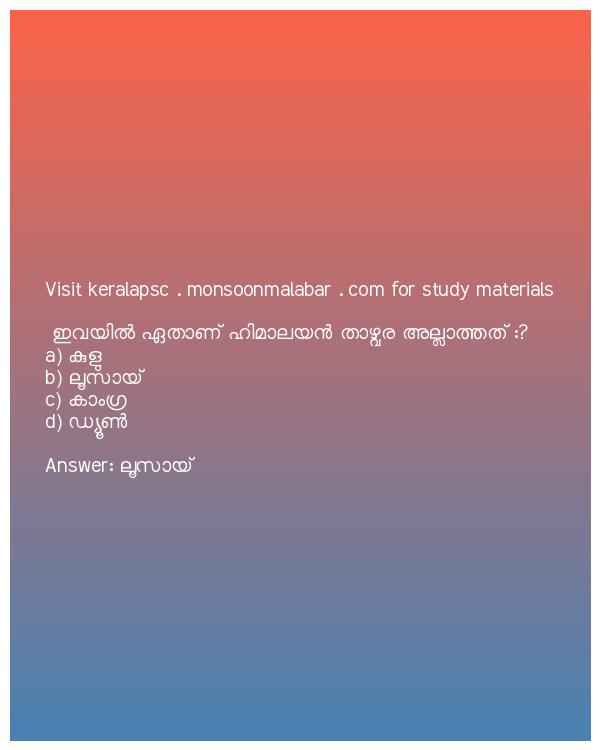 Visit keralapsc . monsoonmalabar . com for study materials
ഇവയിൽ ഏതാണ് ഹിമാലയൻ താഴ്വര അല്ലാത്തത് :?
a) കുളു
b) ലൂസായ്
c) കാംഗ്ര
d) ഡ്യൂൺ
Answer: ലൂസായ്